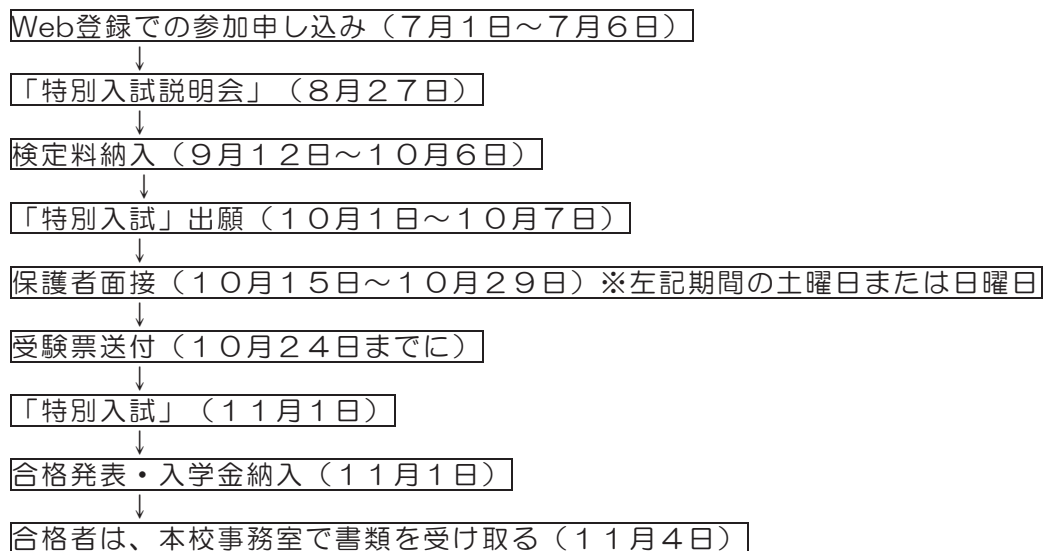 Web登録での参加申し込み（７月１日～７月６日）
↓
「特別入試説明会」（８月２７日）
↓
検定料納入（９月１２日～１０月６日）
↓
「特別入試」出願（１０月１日～１０月７日）
↓
保護者面接（１０月１５日～１０月２９日）※左記期間の土曜日または日曜日
↓
受験票送付（１０月２４日までに）
↓
「特別入試」（１１月１日）
↓
合格発表・入学金納入（１１月１日）
↓
合格者は、本校事務室で書類を受け取る（１１月４日）